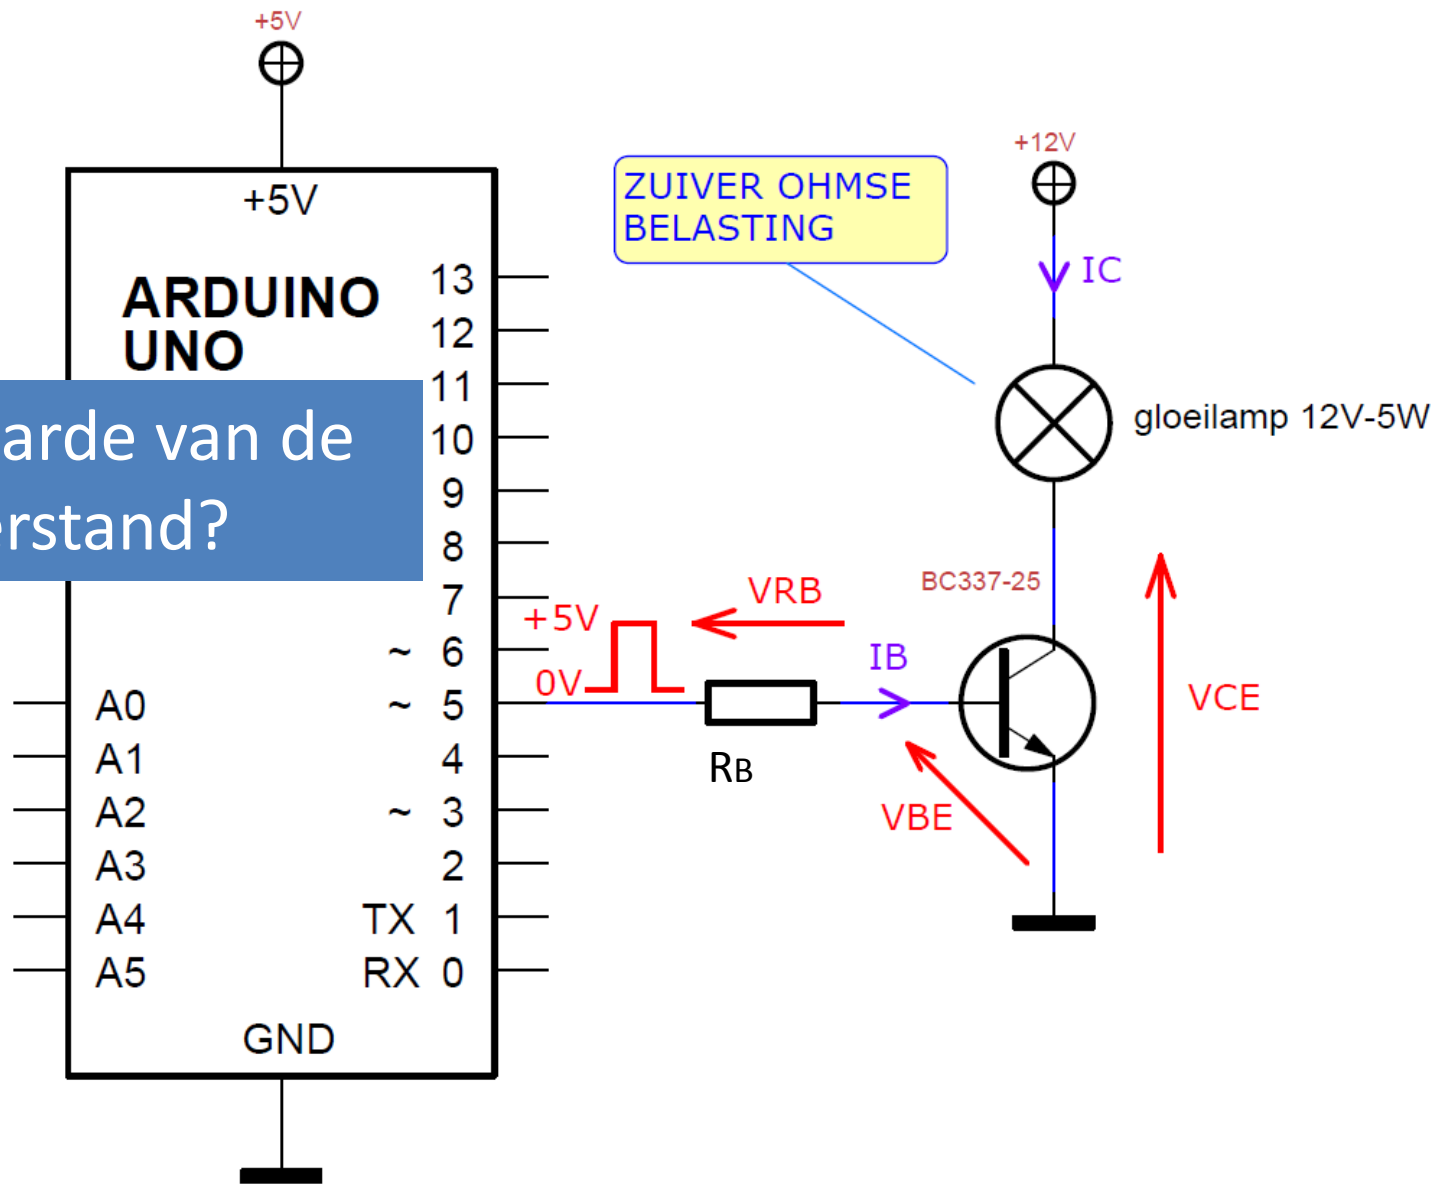 +5V
+5V
ARDUINO
UNO
13
12
11
10
9
8
7
~ 6
~ 5
4
~ 3
2
TX 1
RX 0
A0
A1
A2
A3
A4
A5
GND
arde van de
erstand?
ZUIVER OHMSE
BELASTING
+12V
IC
gloeilamp 12V-5W
BC337-25
VRB
+5V
0V
IB
RB
VBE
VCE